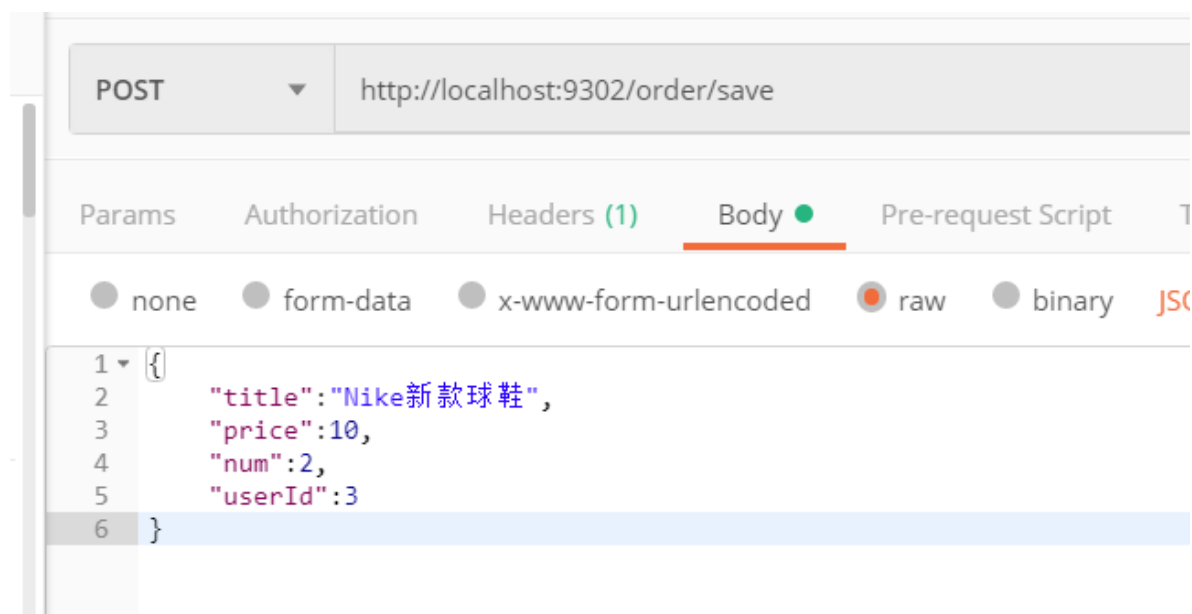 POST http://localhost:9302/order/save
Params Authorization Headers (1) Body Pre-request Script
none form-data x-www-form-urlencoded raw binary
1 {
2 "title":"Nike新款球鞋",
3 "price":10,
4 "num":2,
5 "userId":3
6 }